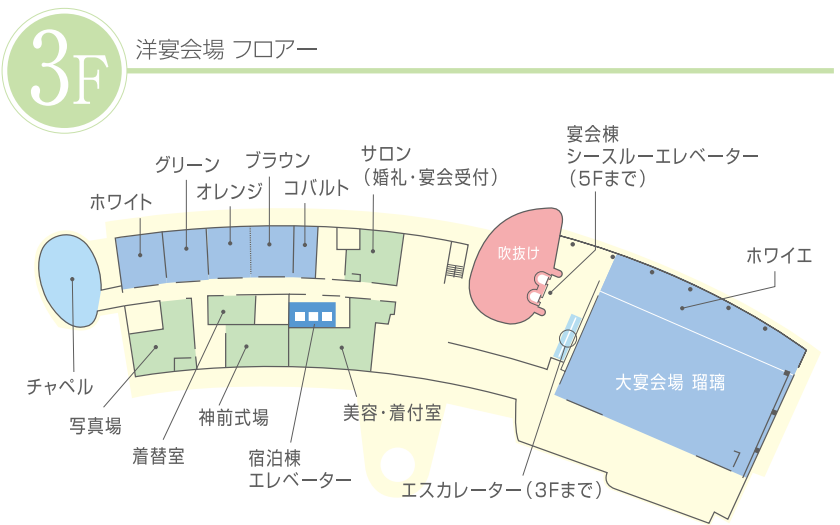 3F
洋宴会場 フロアー
宴会棟
シースルーエレベーター
(5Fまで)
サロン
(婚礼・宴会受付)
ブラウン
グリーン
オレンジ
コバルト
ホワイト
吹抜け
ホワイエ
大宴会場 瑠璃
チャペル
写真場
着替室
神前式場
宿泊棟
エレベーター
美容・着付室
エスカレーター(3Fまで)